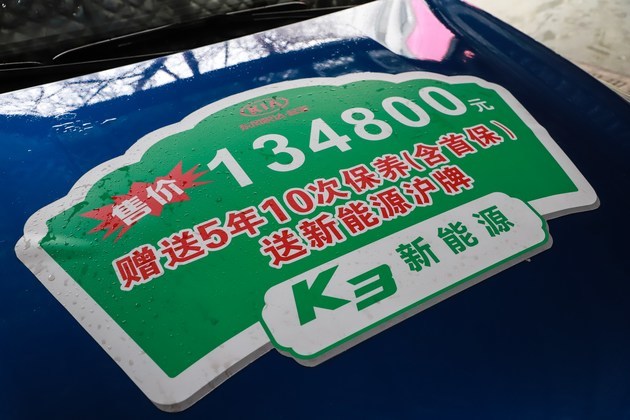 KIA
售价 134800元
赠送5年10次保养(含首保)
送新能源沪牌
K3 新能源